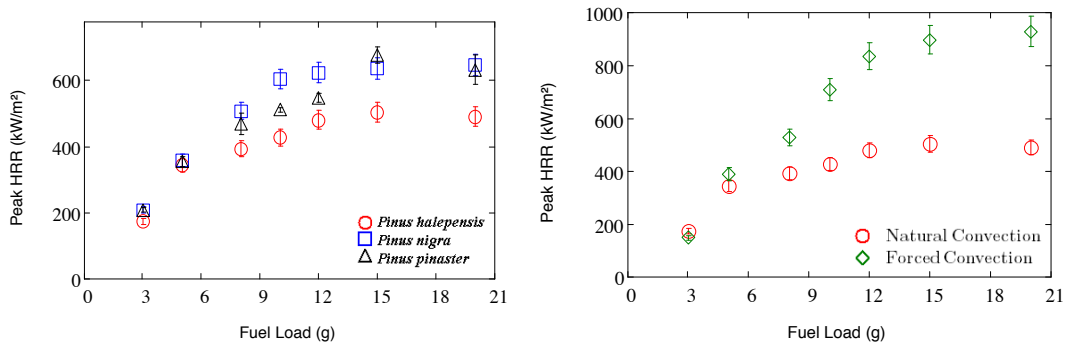 Peak HRR (kW/m²)
600
400
200
0
0 3 6 9 12 15 18 21
Fuel Load (g)
Pinus halepensis
Pinus nigra
Pinus pinaster
Peak HRR (kW/m²)
1000
800
600
400
200
0
0 3 6 9 12 15 18 21
Fuel Load (g)
Natural Convection
Forced Convection